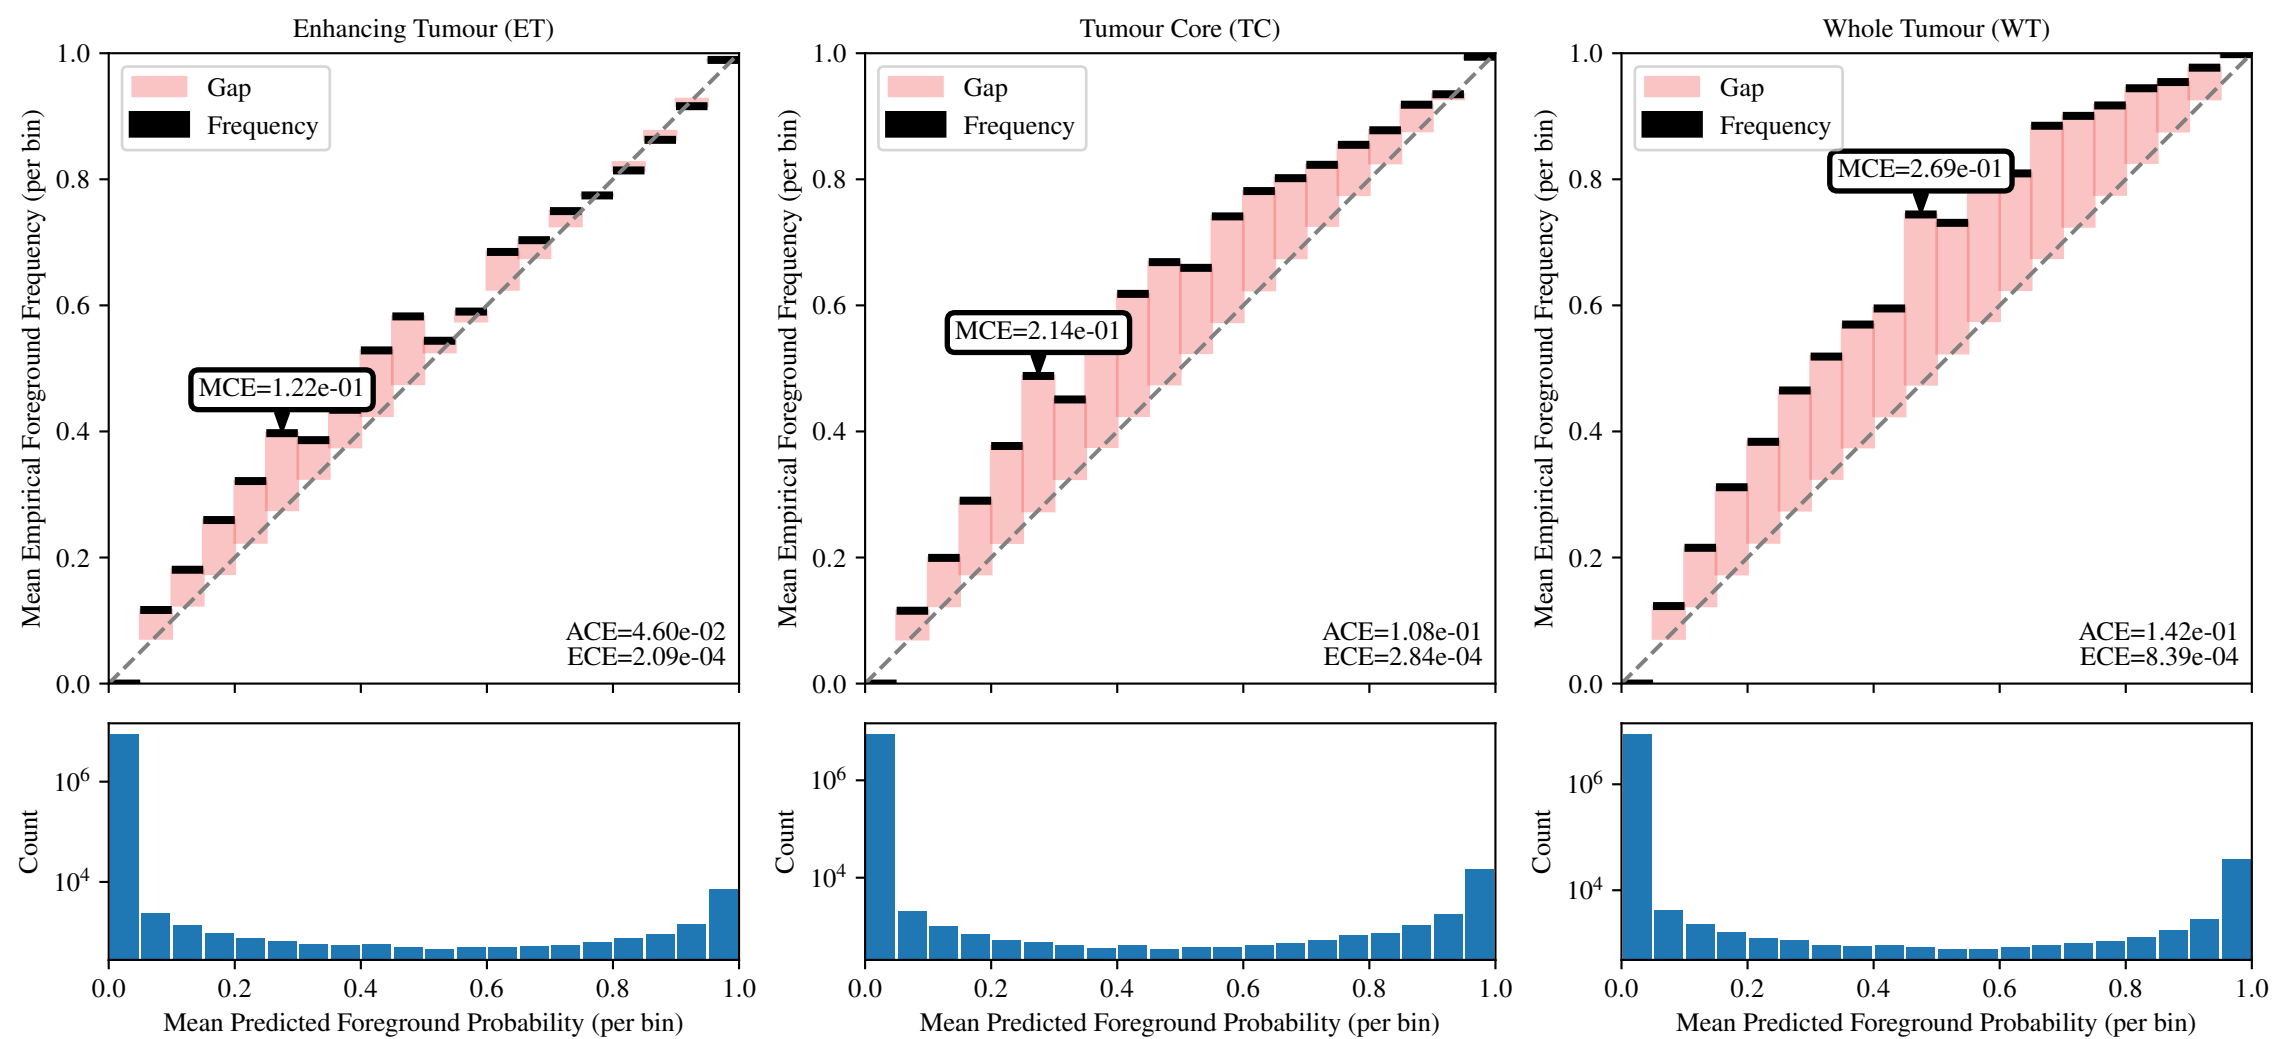 Enhancing Tumour (ET)
Mean Empirical Foreground Frequency (per bin)
1.0
0.8
0.6
0.4
0.2
0.0
Gap
Frequency
MCE=1.22e-01
ACE=4.60e-02
ECE=2.09e-04
Count
10^6
10^4
0.0 0.2 0.4 0.6 0.8 1.0
Mean Predicted Foreground Probability (per bin)
Tumour Core (TC)
Mean Empirical Foreground Frequency (per bin)
1.0
0.8
0.6
0.4
0.2
0.0
Gap
Frequency
MCE=2.14e-01
ACE=1.08e-01
ECE=2.84e-04
Count
10^6
10^4
0.0 0.2 0.4 0.6 0.8 1.0
Mean Predicted Foreground Probability (per bin)
Whole Tumour (WT)
Mean Empirical Foreground Frequency (per bin)
1.0
0.8
0.6
0.4
0.2
0.0
Gap
Frequency
MCE=2.69e-01
ACE=1.42e-01
ECE=8.39e-04
Count
10^6
10^4
0.0 0.2 0.4 0.6 0.8 1.0
Mean Predicted Foreground Probability (per bin)